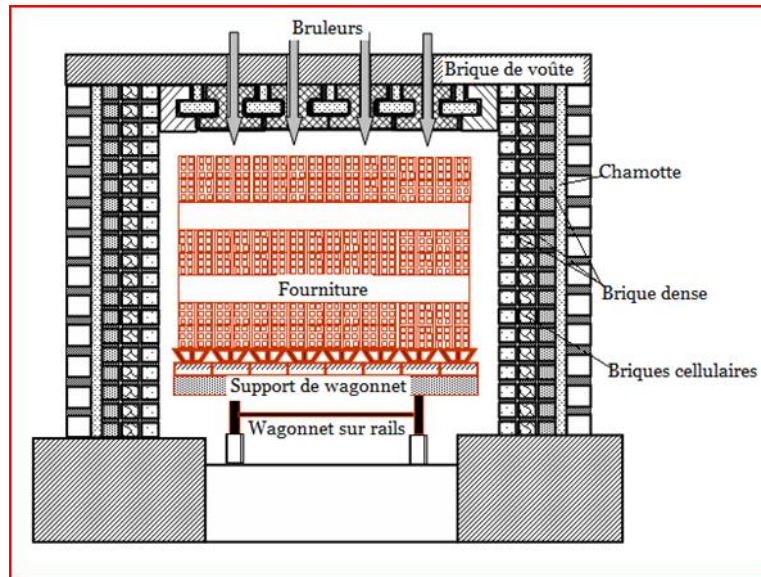 Bruleurs
Brique de voûte
Chamotte
Brique dense
Fourniture
Briques cellulaires
Support de wagonnet
Wagonnet sur rails